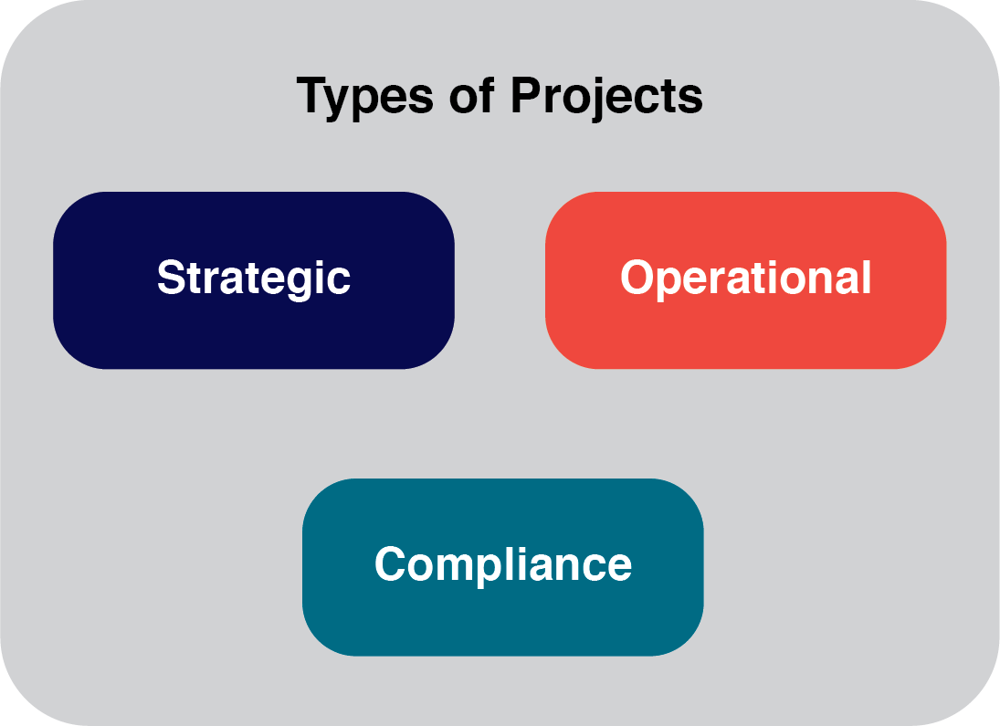 Types of Projects
Strategic
Operational
Compliance